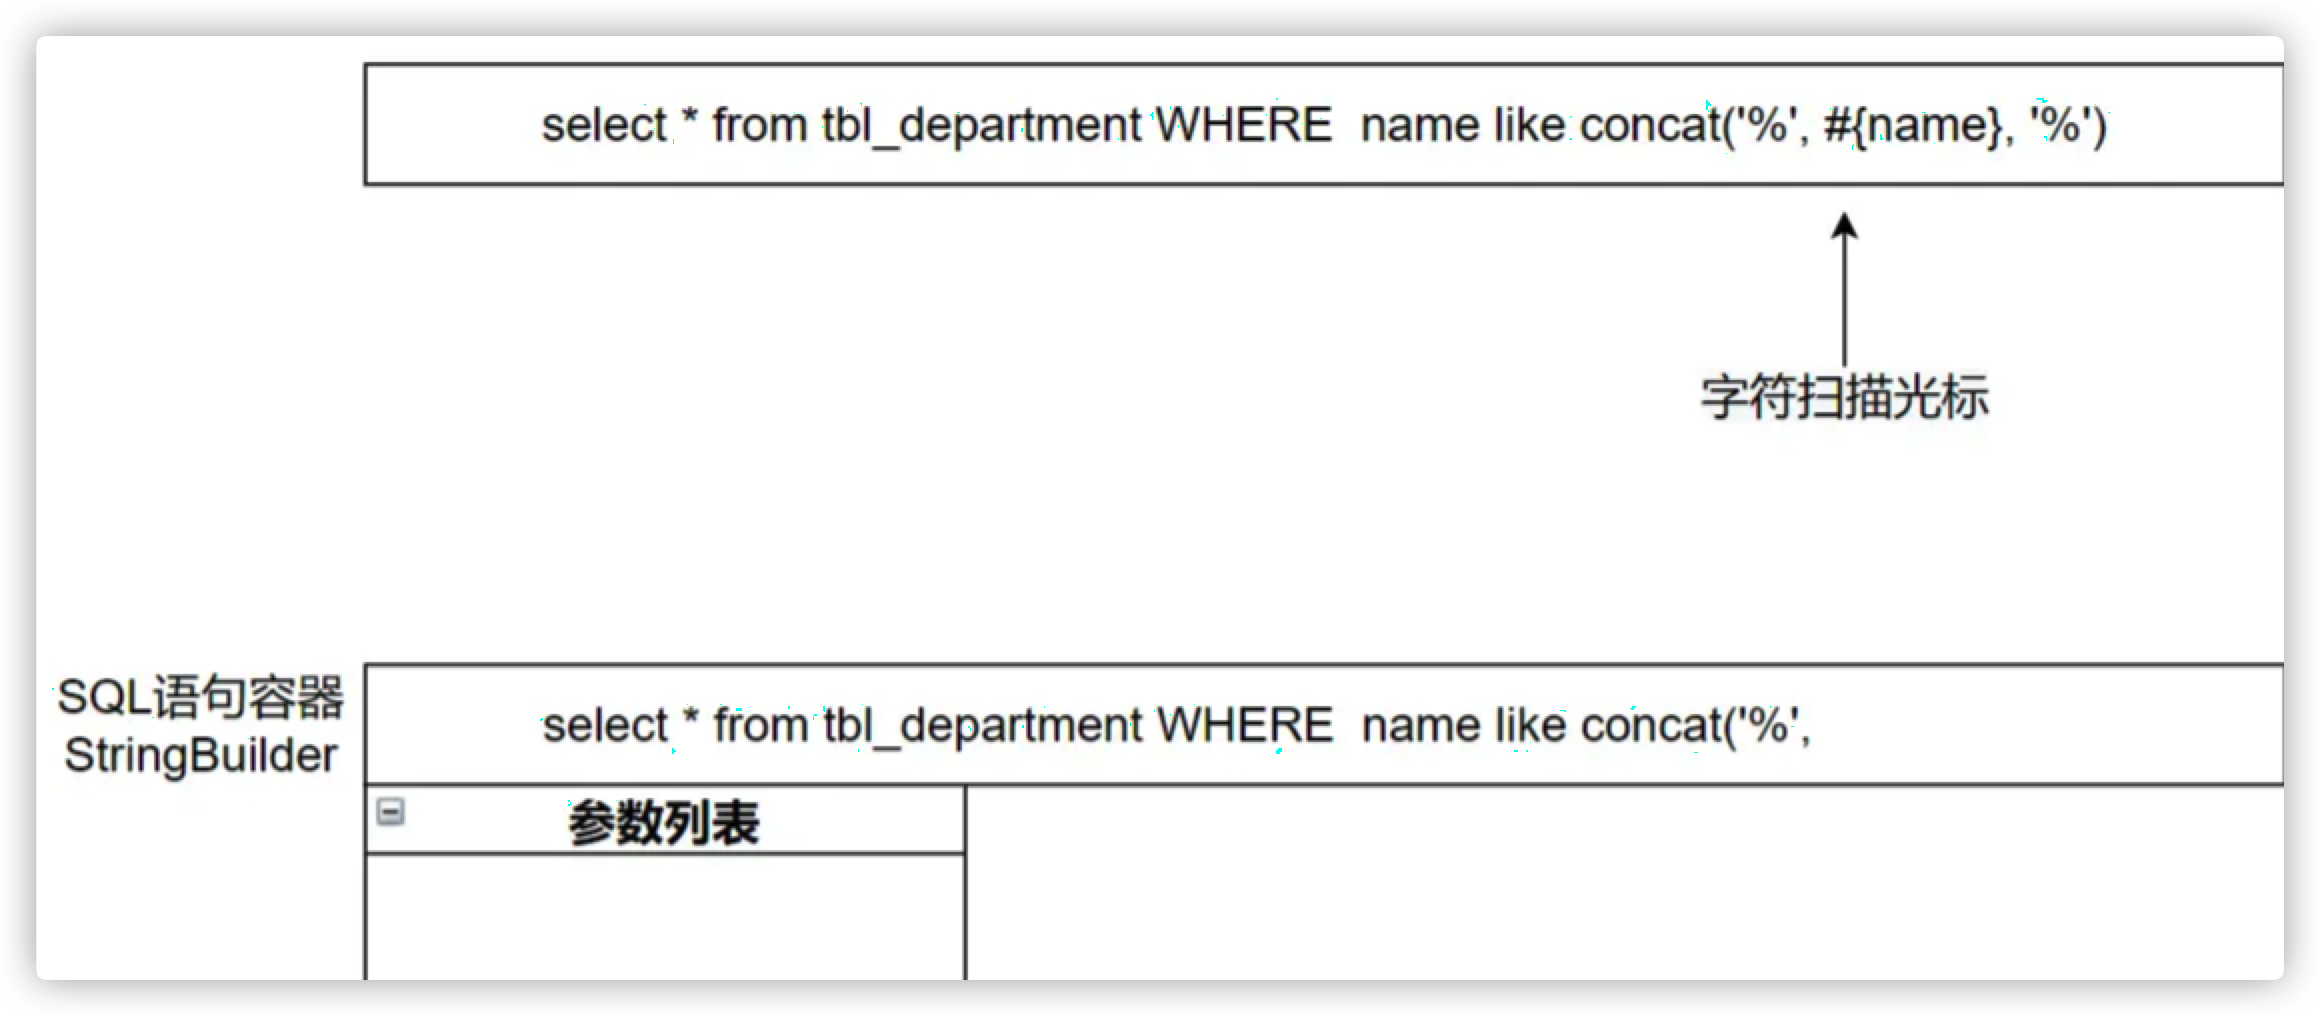 select * from tbl_department WHERE  name like concat('%', #{name}, '%')
字符扫描光标
SQL语句容器
StringBuilder
select * from tbl_department WHERE  name like concat('%',
参数列表